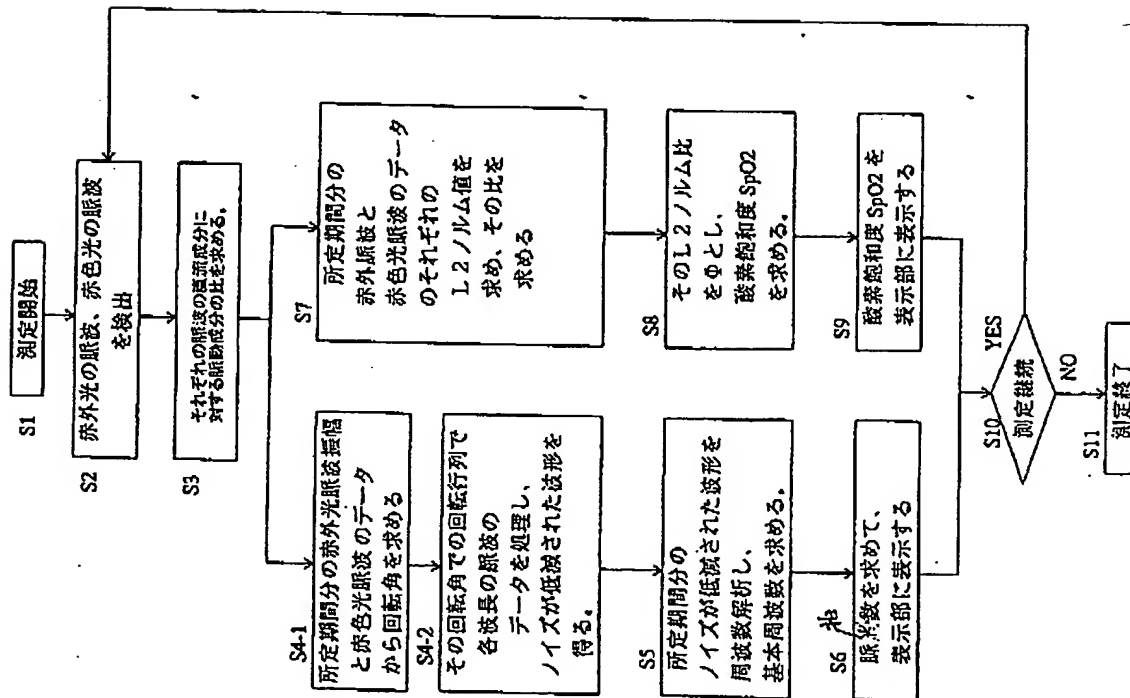 S1
測定開始
S2
赤外光の脈波、赤色光の脈波
を検出
S3
それぞれの脈波の直流成分に
対する脈動成分の比を求める。
S4-1
所定期間分の赤外光脈波振幅
と赤色光脈波のデータ
から回転角を求める
S4-2
その回転角での回転行列で
各波長の脈波の
データを処理し、
ノイズが低減された波形を
得る。
S5
所定期間分の
ノイズが低減された波形を
周波数解析し、
基本周波数を求める。
S6
脈拍数を求めて、
表示部に表示する
S7
所定期間分の
赤外脈波と
赤色光脈波のデータ
のそれぞれの
L2ノルム値を
求め、その比を
求める
S8
そのL2ノルム比
をΦとし、
酸素飽和度SpO2
を求める。
S9
酸素飽和度SpO2を
表示部に表示する
S10
測定継続
YES
NO
S11
測定終了